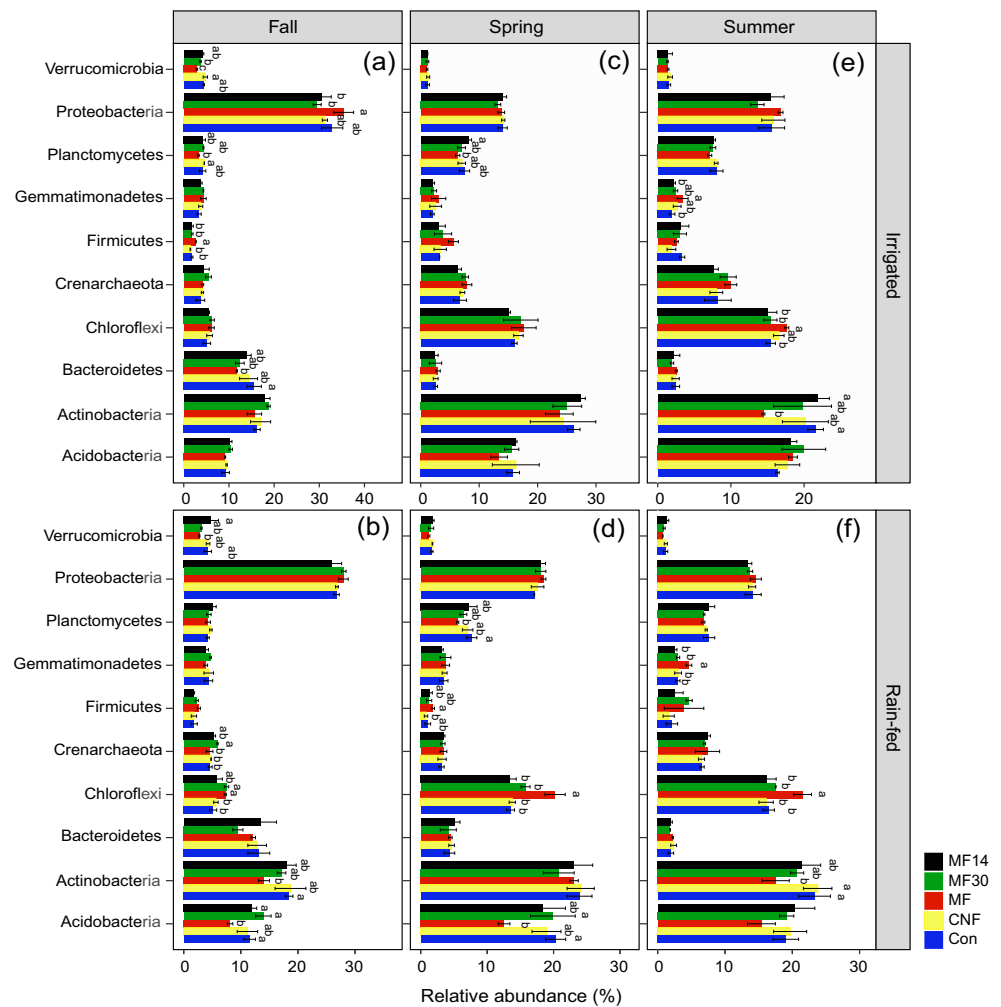 Fall Spring Summer
(a) (c) (e)
Verrucomicrobia
Proteobacteria
Planctomycetes
Gemmatimonadetes
Firmicutes
Crenarchaeota
Chloroflexi
Bacteroidetes
Actinobacteria
Acidobacteria
Irrigated
0 10 20 30 40 0 10 20 30 0 10 20
(b) (d) (f)
Verrucomicrobia
Proteobacteria
Planctomycetes
Gemmatimonadetes
Firmicutes
Crenarchaeota
Chloroflexi
Bacteroidetes
Actinobacteria
Acidobacteria
Rain-fed
0 10 20 30 0 10 20 30 0 10 20 30
Relative abundance (%)
MF14
MF30
MF
CNF
Con